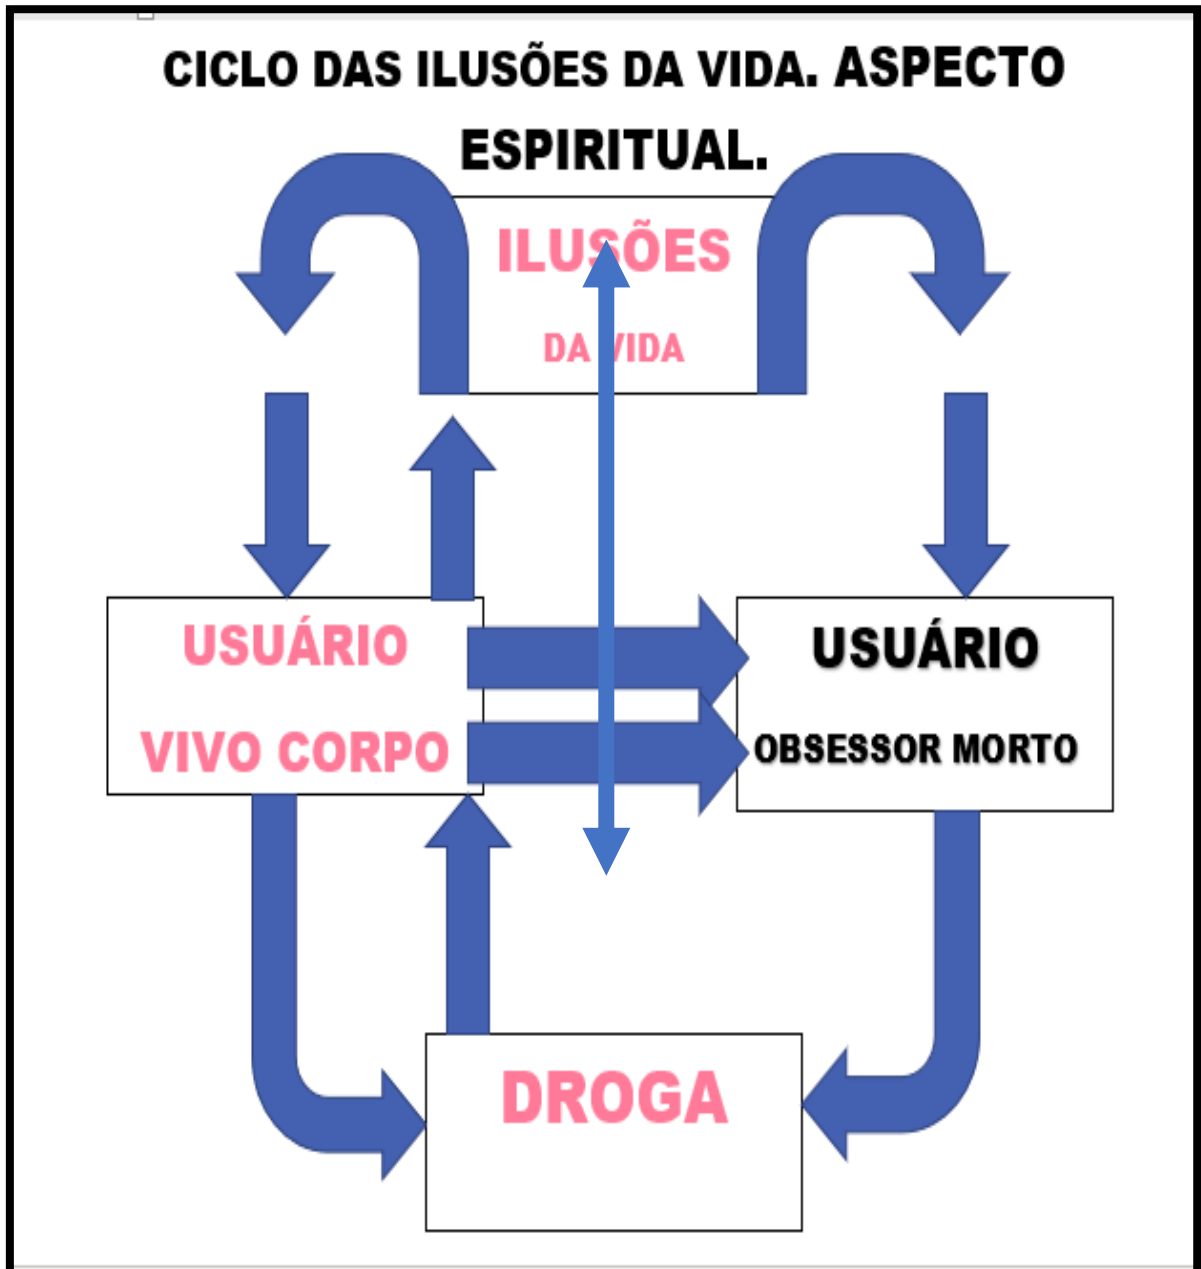 CICLO DAS ILUSÕES DA VIDA. ASPECTO
ESPIRITUAL.
ILUSÕES
DA VIDA
USUÁRIO
VIVO CORPO
USUÁRIO
OBSESSOR MORTO
DROGA